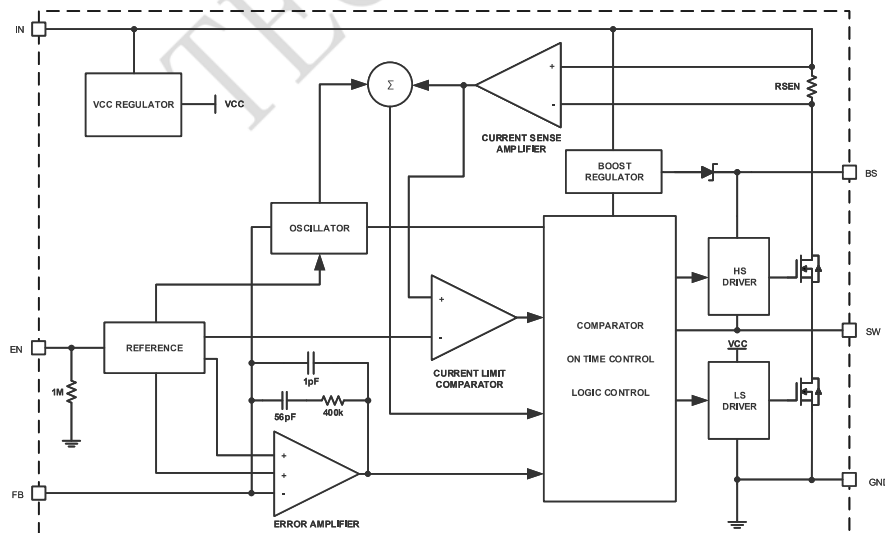 TEC
IN
Σ
+
-
RSEN
VCC REGULATOR
VCC
CURRENT SENSE
AMPLIFIER
BOOST
REGULATOR
BS
OSCILLATOR
HS
DRIVER
+
-
COMPARATOR
ON TIME CONTROL
LOGIC CONTROL
SW
EN
REFERENCE
VCC
1M
1pF
CURRENT LIMIT
COMPARATOR
56pF
400k
LS
DRIVER
+
+
-
FB
GND
ERROR AMPLIFIER